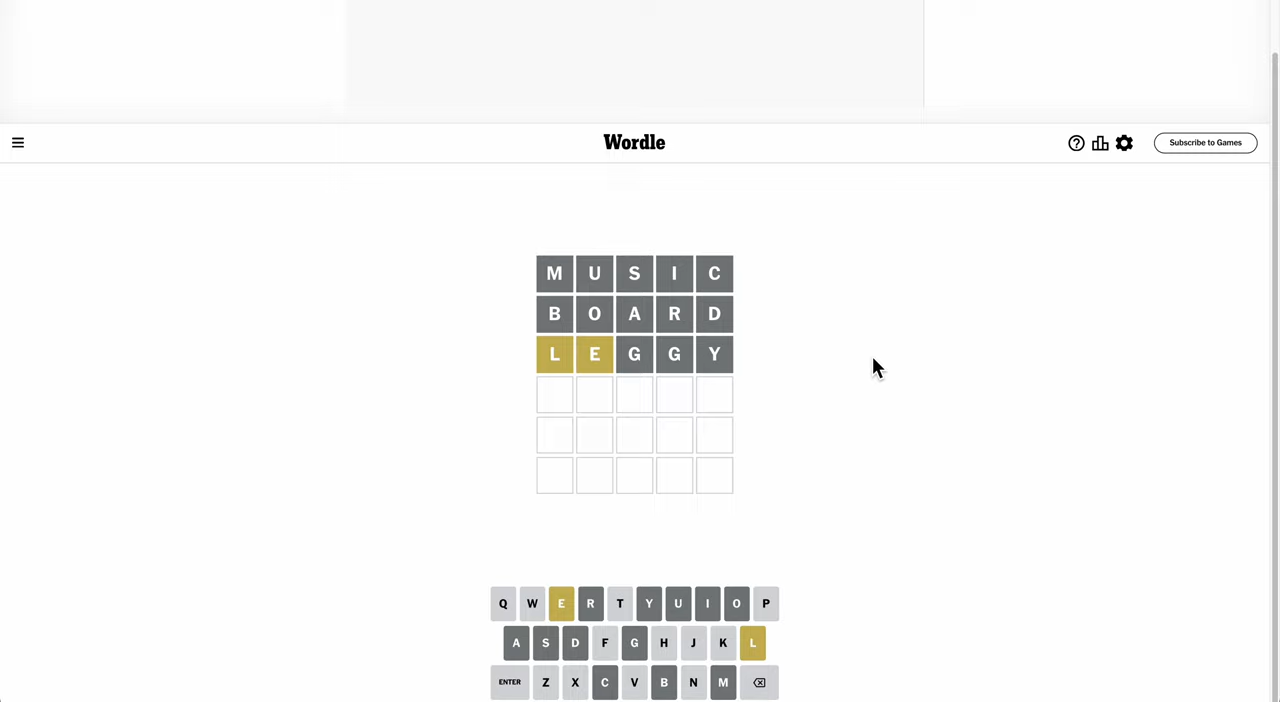 Wordle
Subscribe to Games
M U S I C
B O A R D
L E G G Y
Q W E R T Y U I O P
A S D F G H J K L
ENTER Z X C V B N M